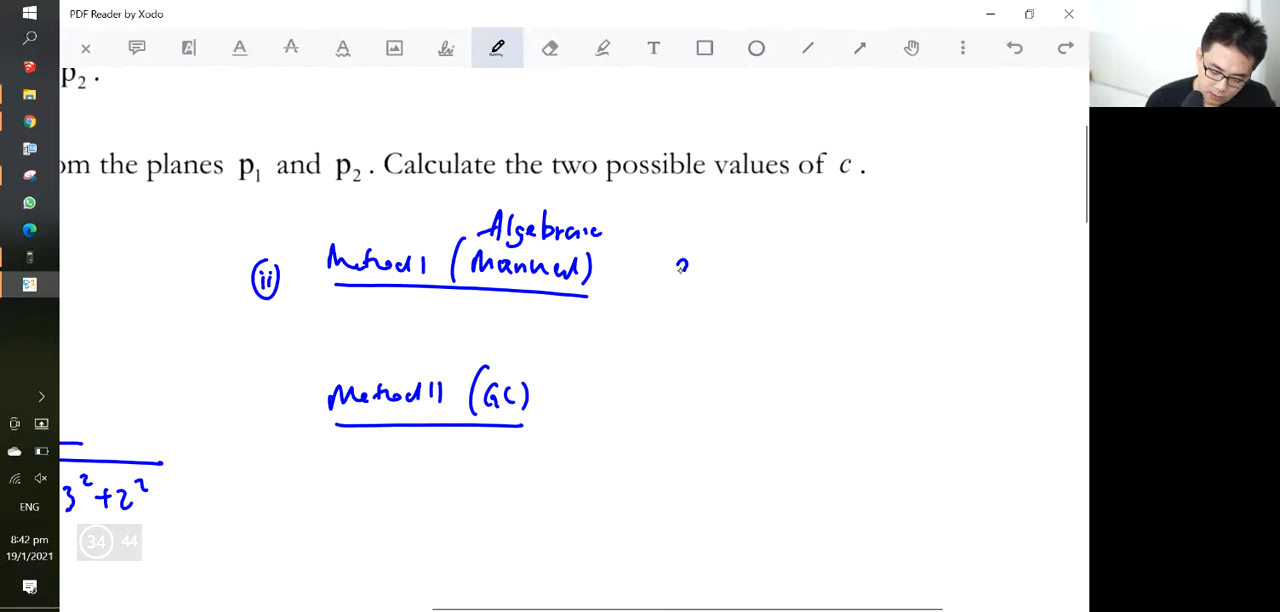 PDF Reader by Xodo
p₂ .
om the planes p₁ and p₂ . Calculate the two possible values of c .
Algebraic
(ii) Method I (Manual) 2
Method II (GC)
3² + 2²
ENG
8:42 pm
19/1/2021
34 44